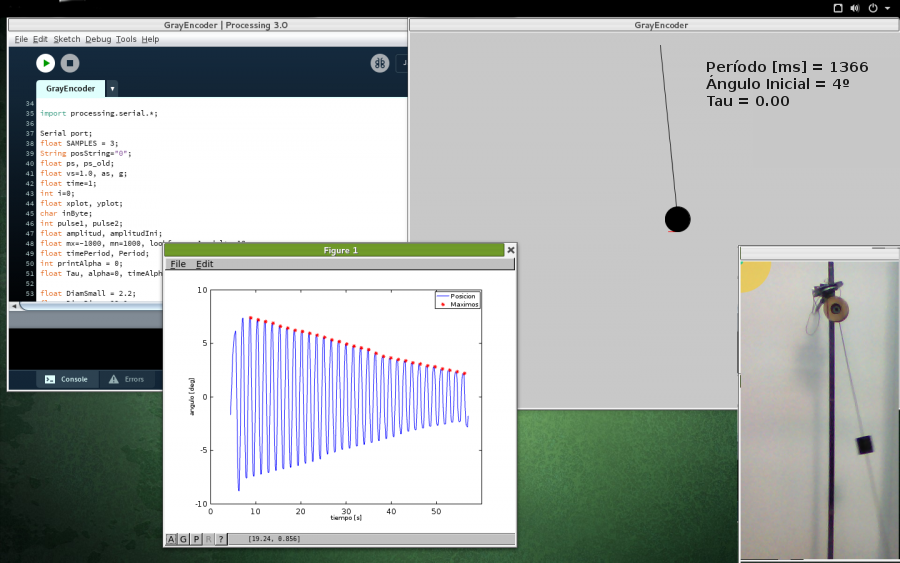 GrayEncoder | Processing 3.0
File Edit Sketch Debug Tools Help
GrayEncoder
34
35 import processing.serial.*;
36
37 Serial port;
38 float SAMPLES = 3;
39 String posString="0";
40 float ps, ps_old;
41 float vs=1.0, as, g;
42 float time=1;
43 int i=0;
44 float xplot, yplot;
45 char inByte;
46 int pulse1, pulse2;
47 float amplitud, amplitudIni;
48 float mx=-1000, mn=1000,
49 float timePeriod, Period;
50 int printAlpha = 0;
51 float Tau, alpha=0, timeAlph
52
53 float DiamSmall = 2.2;
Console
Errors
GrayEncoder
Período [ms] = 1366
Ángulo Inicial = 4º
Tau = 0.00
Figure 1
File Edit
Posicion
Maximos
10
5
0
-5
-10
angulo [deg]
0 10 20 30 40 50
tiempo [s]
A G P R ? [19.24, 0.856]